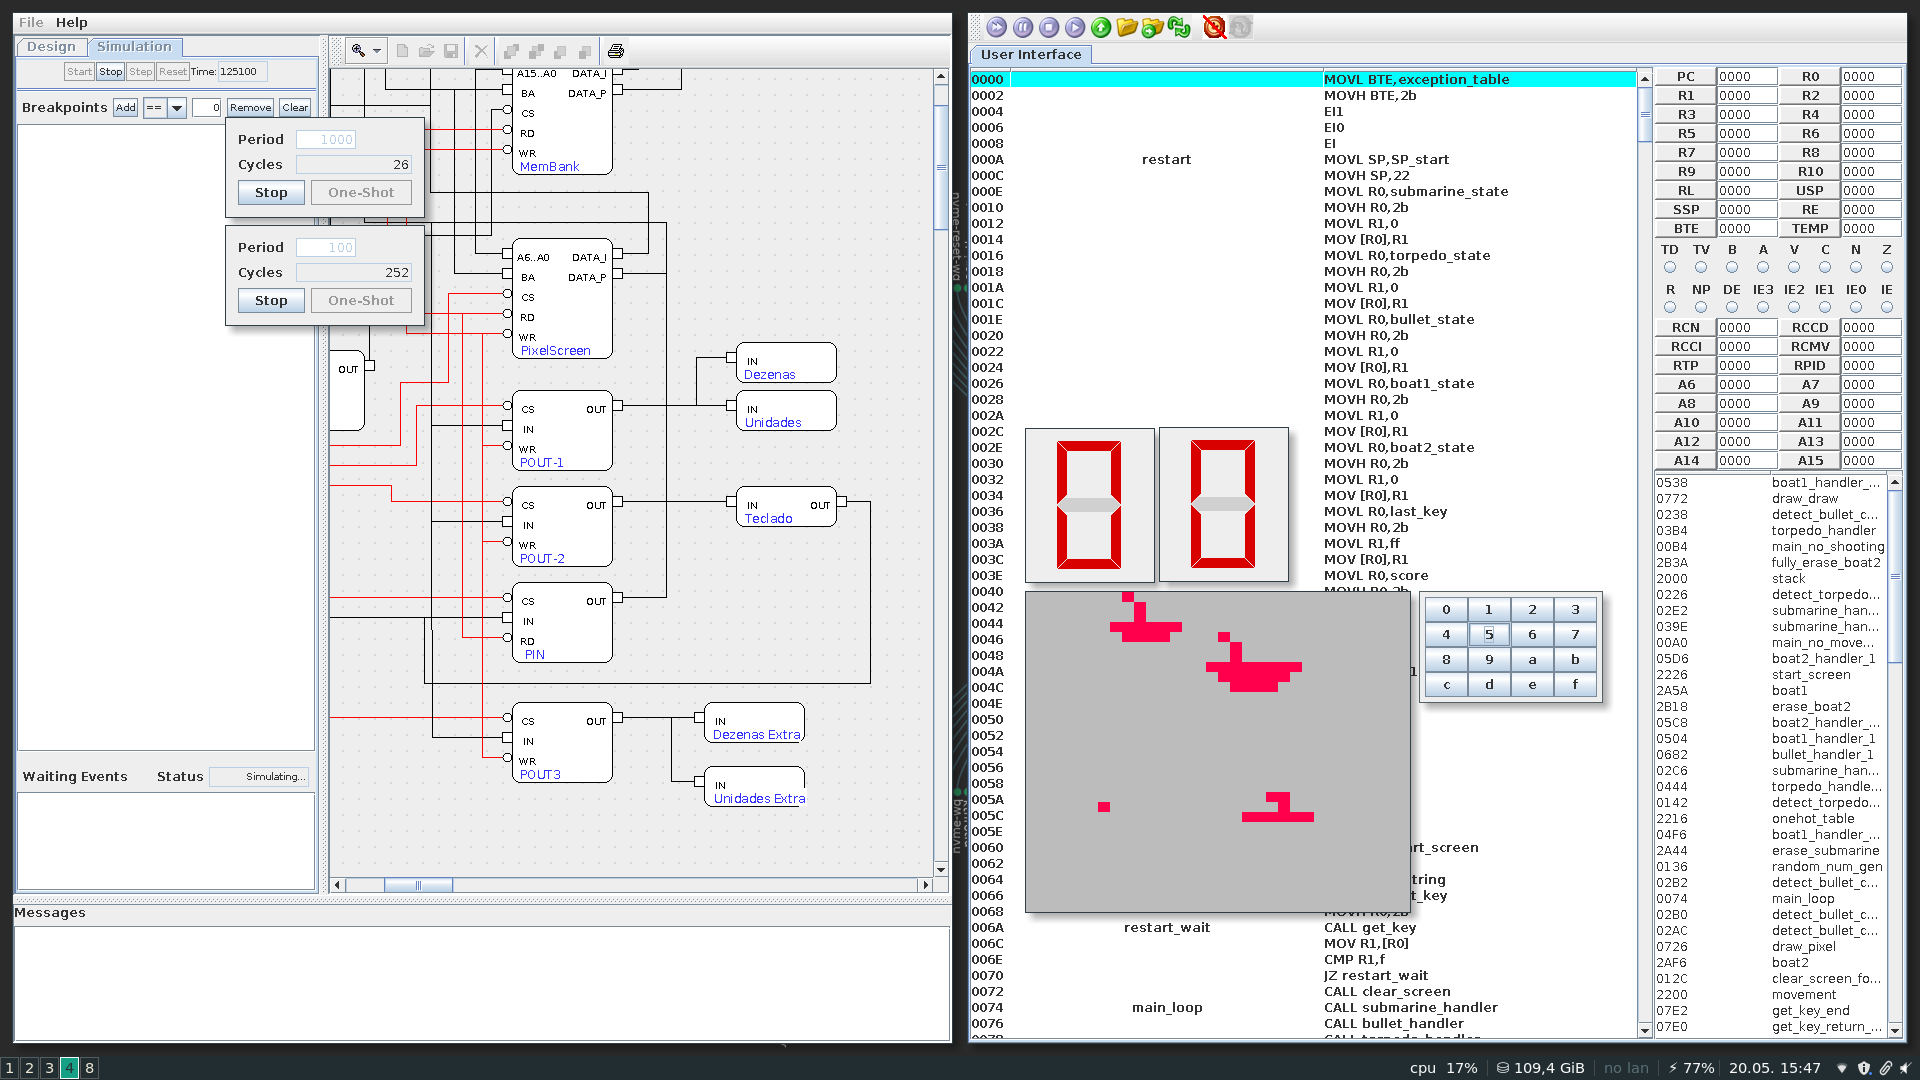 File Help
Design Simulation
Start Stop Step Reset Time: 125100
Breakpoints Add == 0 Remove Clear
Period 1000
Cycles 26
Stop One-Shot
Period 100
Cycles 252
Stop One-Shot
Waiting Events Status Simulating...
Messages
A15..A0 DATA_I
BA DATA_P
CS
RD
WR
MemBank
A6..A0 DATA_I
BA DATA_P
CS
RD
WR
PixelScreen
OUT
IN
Dezenas
IN
Unidades
CS OUT
IN
WR
POUT-1
CS OUT
IN
WR
POUT-2
IN OUT
Teclado
CS OUT
IN
RD
PIN
CS OUT
IN
WR
POUT3
IN
Dezenas Extra
IN
Unidades Extra
nvme-reset-wq
nvme-wq
User Interface
0000 MOVL BTE,exception_table
0002 MOVH BTE,2b
0004 EI1
0006 EI0
0008 EI
000A restart MOVL SP,SP_start
000C MOVH SP,22
000E MOVL R0,submarine_state
0010 MOVH R0,2b
0012 MOVL R1,0
0014 MOV [R0],R1
0016 MOVL R0,torpedo_state
0018 MOVH R0,2b
001A MOVL R1,0
001C MOV [R0],R1
001E MOVL R0,bullet_state
0020 MOVH R0,2b
0022 MOVL R1,0
0024 MOV [R0],R1
0026 MOVL R0,boat1_state
0028 MOVH R0,2b
002A MOVL R1,0
002C MOV [R0],R1
002E MOVL R0,boat2_state
0030 MOVH R0,2b
0032 MOVL R1,0
0034 MOV [R0],R1
0036 MOVL R0,last_key
0038 MOVH R0,2b
003A MOVL R1,ff
003C MOV [R0],R1
003E MOVL R0,score
0040 MOVH R0,2b
0042
0044
0046
0048
004A 1
004C
004E
0050
0052
0054
0056
0058
005A
005C
005E
0060 rt_screen
0062
0064 tring
0066 t_key
0068 MOVH R0,2b
006A restart_wait CALL get_key
006C MOV R1,[R0]
006E CMP R1,f
0070 JZ restart_wait
0072 CALL clear_screen
0074 main_loop CALL submarine_handler
0076 CALL bullet_handler
0078 CALL torpedo_handler
00
0 1 2 3
4 5 6 7
8 9 a b
c d e f
PC 0000 R0 0000
R1 0000 R2 0000
R3 0000 R4 0000
R5 0000 R6 0000
R7 0000 R8 0000
R9 0000 R10 0000
RL 0000 USP 0000
SSP 0000 RE 0000
BTE 0000 TEMP 0000
TD TV B A V C N Z
R NP DE IE3 IE2 IE1 IE0 IE
RCN 0000 RCCD 0000
RCCI 0000 RCMV 0000
RTP 0000 RPID 0000
A6 0000 A7 0000
A8 0000 A9 0000
A10 0000 A11 0000
A12 0000 A13 0000
A14 0000 A15 0000
0538 boat1_handler_...
0772 draw_draw
0238 detect_bullet_c...
03B4 torpedo_handler
00B4 main_no_shooting
2B3A fully_erase_boat2
2000 stack
0226 detect_torpedo...
02E2 submarine_han...
039E submarine_han...
00A0 main_no_move...
05D6 boat2_handler_1
2226 start_screen
2A5A boat1
2B18 erase_boat2
05C8 boat2_handler_...
0504 boat1_handler_1
0682 bullet_handler_1
02C6 submarine_han...
0444 torpedo_handle...
0142 detect_torpedo...
2216 onehot_table
04F6 boat1_handler_...
2A44 erase_submarine
0136 random_num_gen
02B2 detect_bullet_c...
0074 main_loop
02B0 detect_bullet_c...
02AC detect_bullet_c...
0726 draw_pixel
2AF6 boat2
012C clear_screen_fo...
2200 movement
07E2 get_key_end
07E0 get_key_return_...
1 2 3 4 8
cpu 17% 109,4 GiB no lan 77% 20.05. 15:47